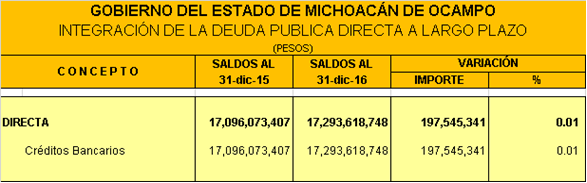 GOBIERNO DEL ESTADO DE MICHOACÁN DE OCAMPO
INTEGRACIÓN DE LA DEUDA PUBLICA DIRECTA A LARGO PLAZO
(PESOS)
CONCEPTO SALDOS AL 31-dic-15 SALDOS AL 31-dic-16 VARIACIÓN
IMPORTE %
DIRECTA 17,096,073,407 17,293,618,748 197,545,341 0.01
Créditos Bancarios 17,096,073,407 17,293,618,748 197,545,341 0.01